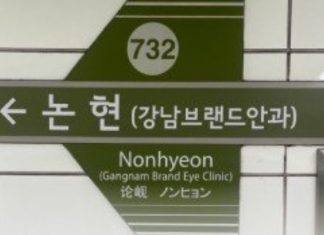 732
← 논현 (강남브랜드안과)
Nonhyeon
(Gangnam Brand Eye Clinic)
论岘 ノンヒョン